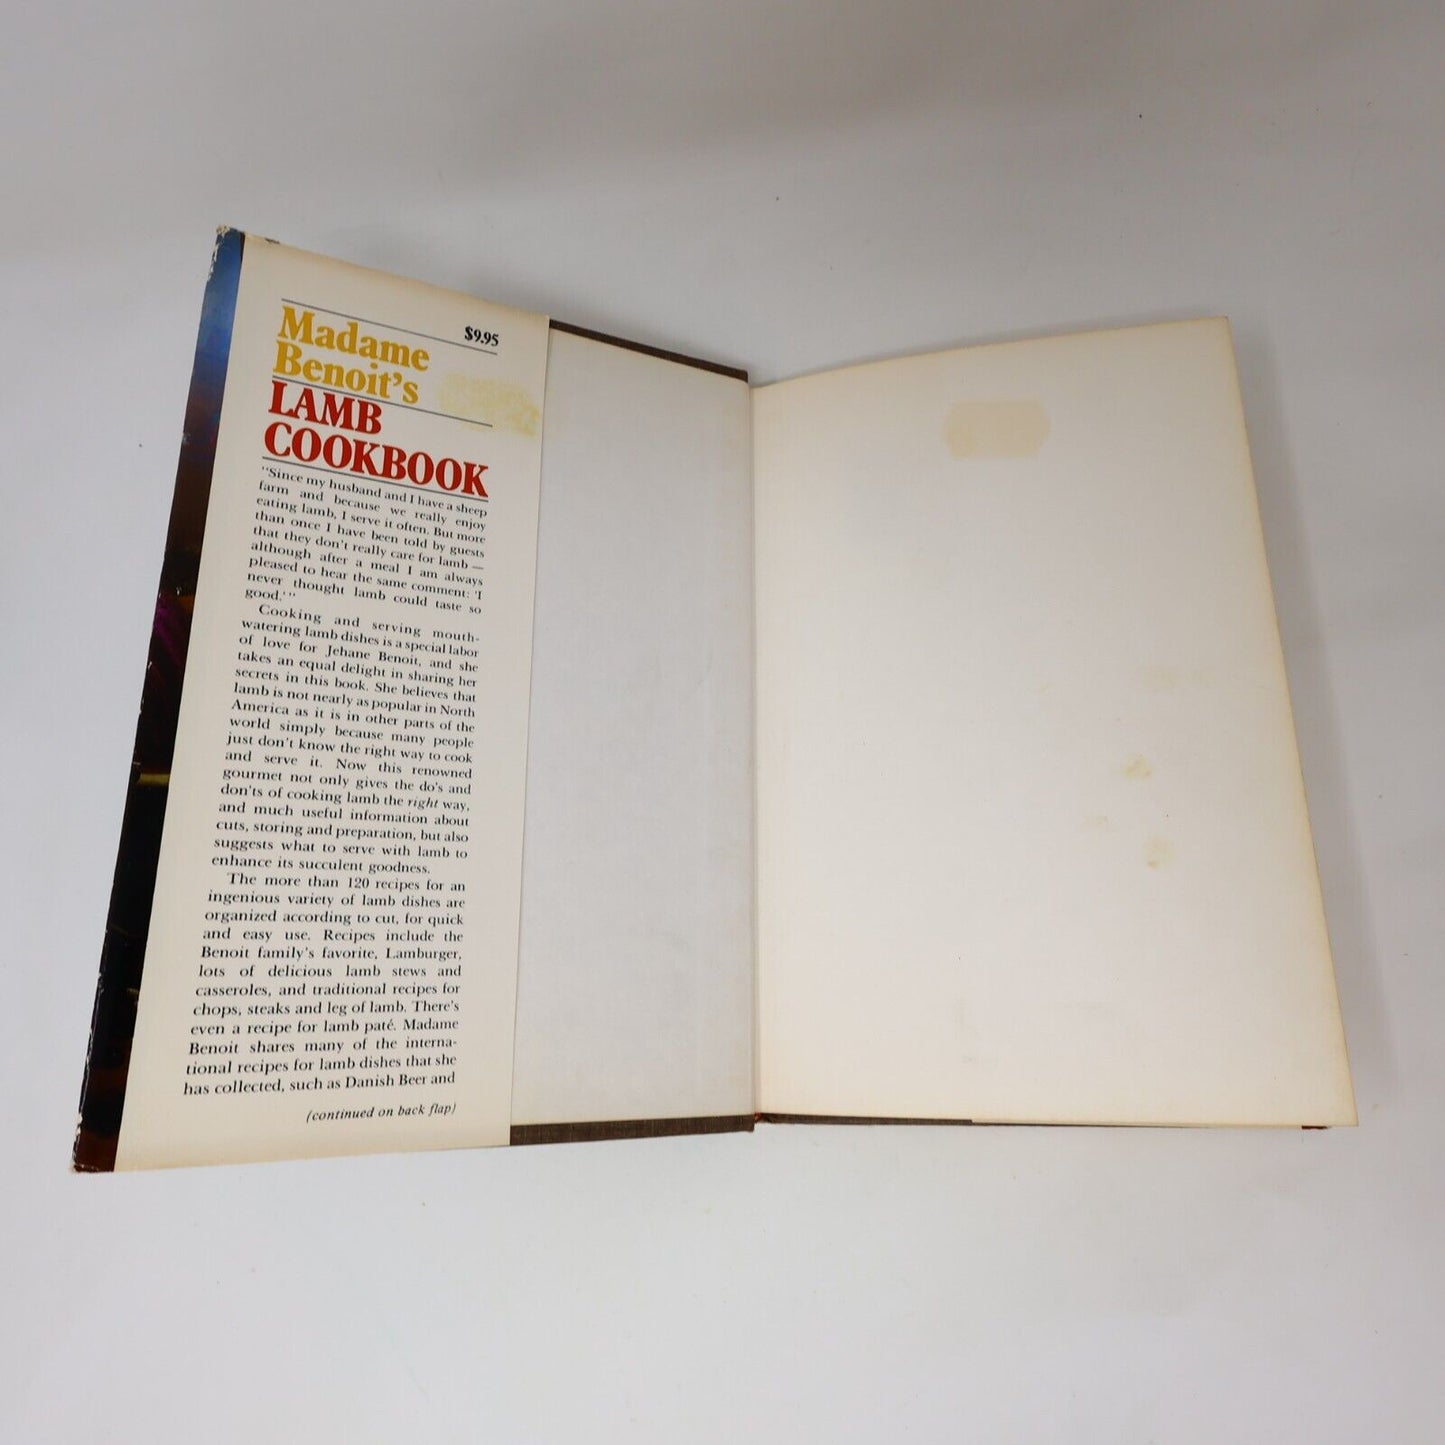 $9.95
Madame
Benoit's
LAMB
COOKBOOK
"Since my husband and I have a sheep
farm and because we really enjoy
eating lamb, I serve it often. But more
than once I have been told by guests
that they don't really care for lamb —
although after a meal I am always
pleased to hear the same comment: 'I
never thought lamb could taste so
good.' "
Cooking and serving mouth-
watering lamb dishes is a special labor
of love for Jehane Benoit, and she
takes an equal delight in sharing her
secrets in this book. She believes that
lamb is not nearly as popular in North
America as it is in other parts of the
world simply because many people
just don't know the right way to cook
and serve it. Now this renowned
gourmet not only gives the do's and
don'ts of cooking lamb the right way,
and much useful information about
cuts, storing and preparation, but also
suggests what to serve with lamb to
enhance its succulent goodness.
The more than 120 recipes for an
ingenious variety of lamb dishes are
organized according to cut, for quick
and easy use. Recipes include the
Benoit family's favorite, Lamburger,
lots of delicious lamb stews and
casseroles, and traditional recipes for
chops, steaks and leg of lamb. There's
even a recipe for lamb paté. Madame
Benoit shares many of the interna-
tional recipes for lamb dishes that she
has collected, such as Danish Beer and
(continued on back flap)